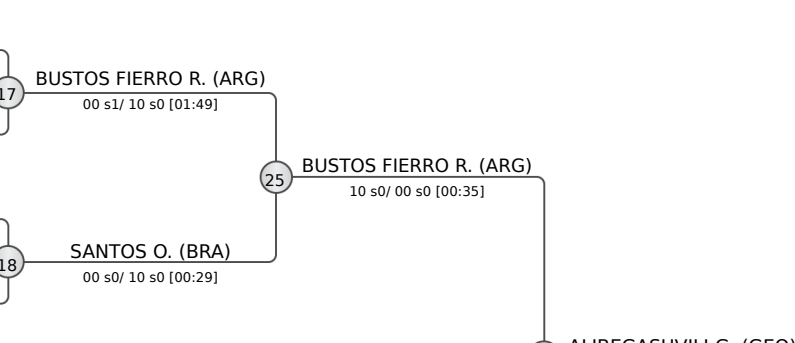 BUSTOS FIERRO R. (ARG)
17
00 s1/ 10 s0 [01:49]
BUSTOS FIERRO R. (ARG)
25
10 s0/ 00 s0 [00:35]
SANTOS O. (BRA)
18
00 s0/ 10 s0 [00:29]